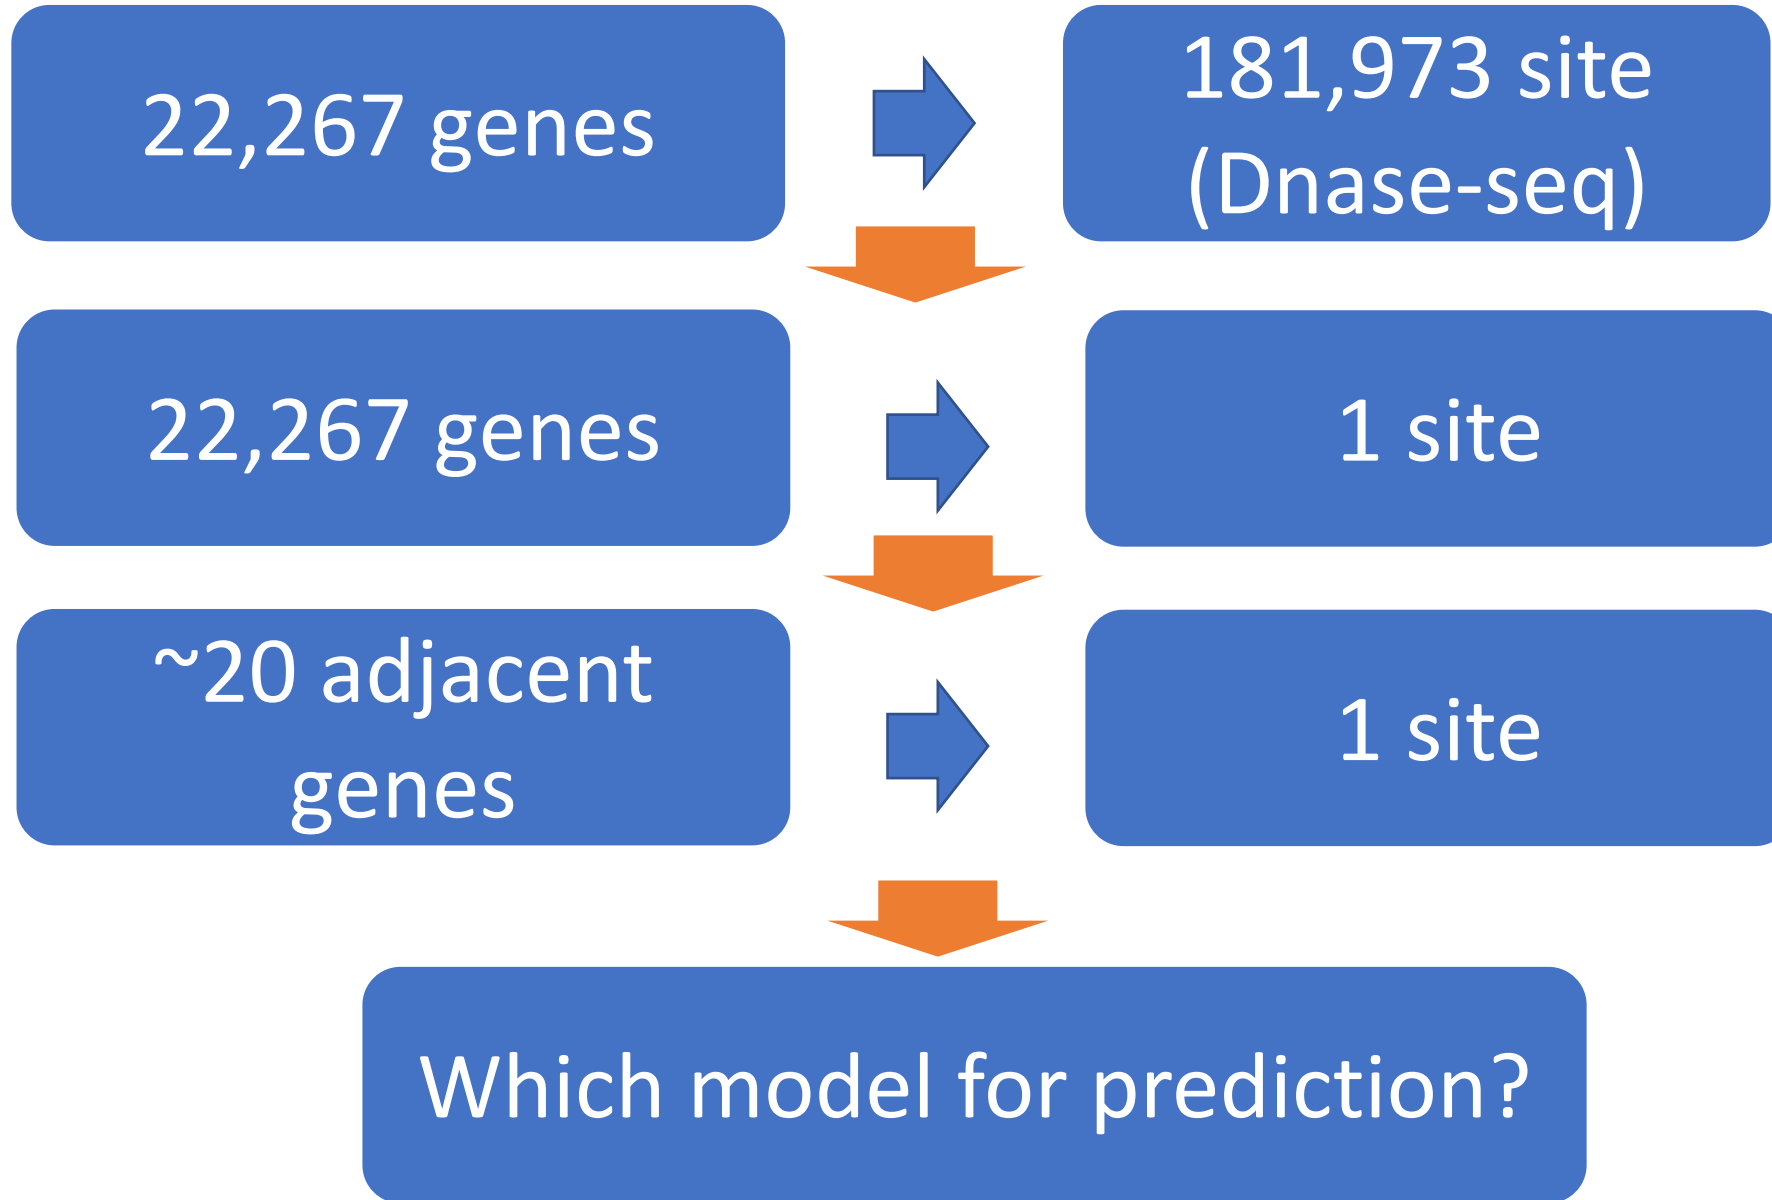 22,267 genes
181,973 site
(Dnase-seq)
22,267 genes
1 site
~20 adjacent
genes
1 site
Which model for prediction?